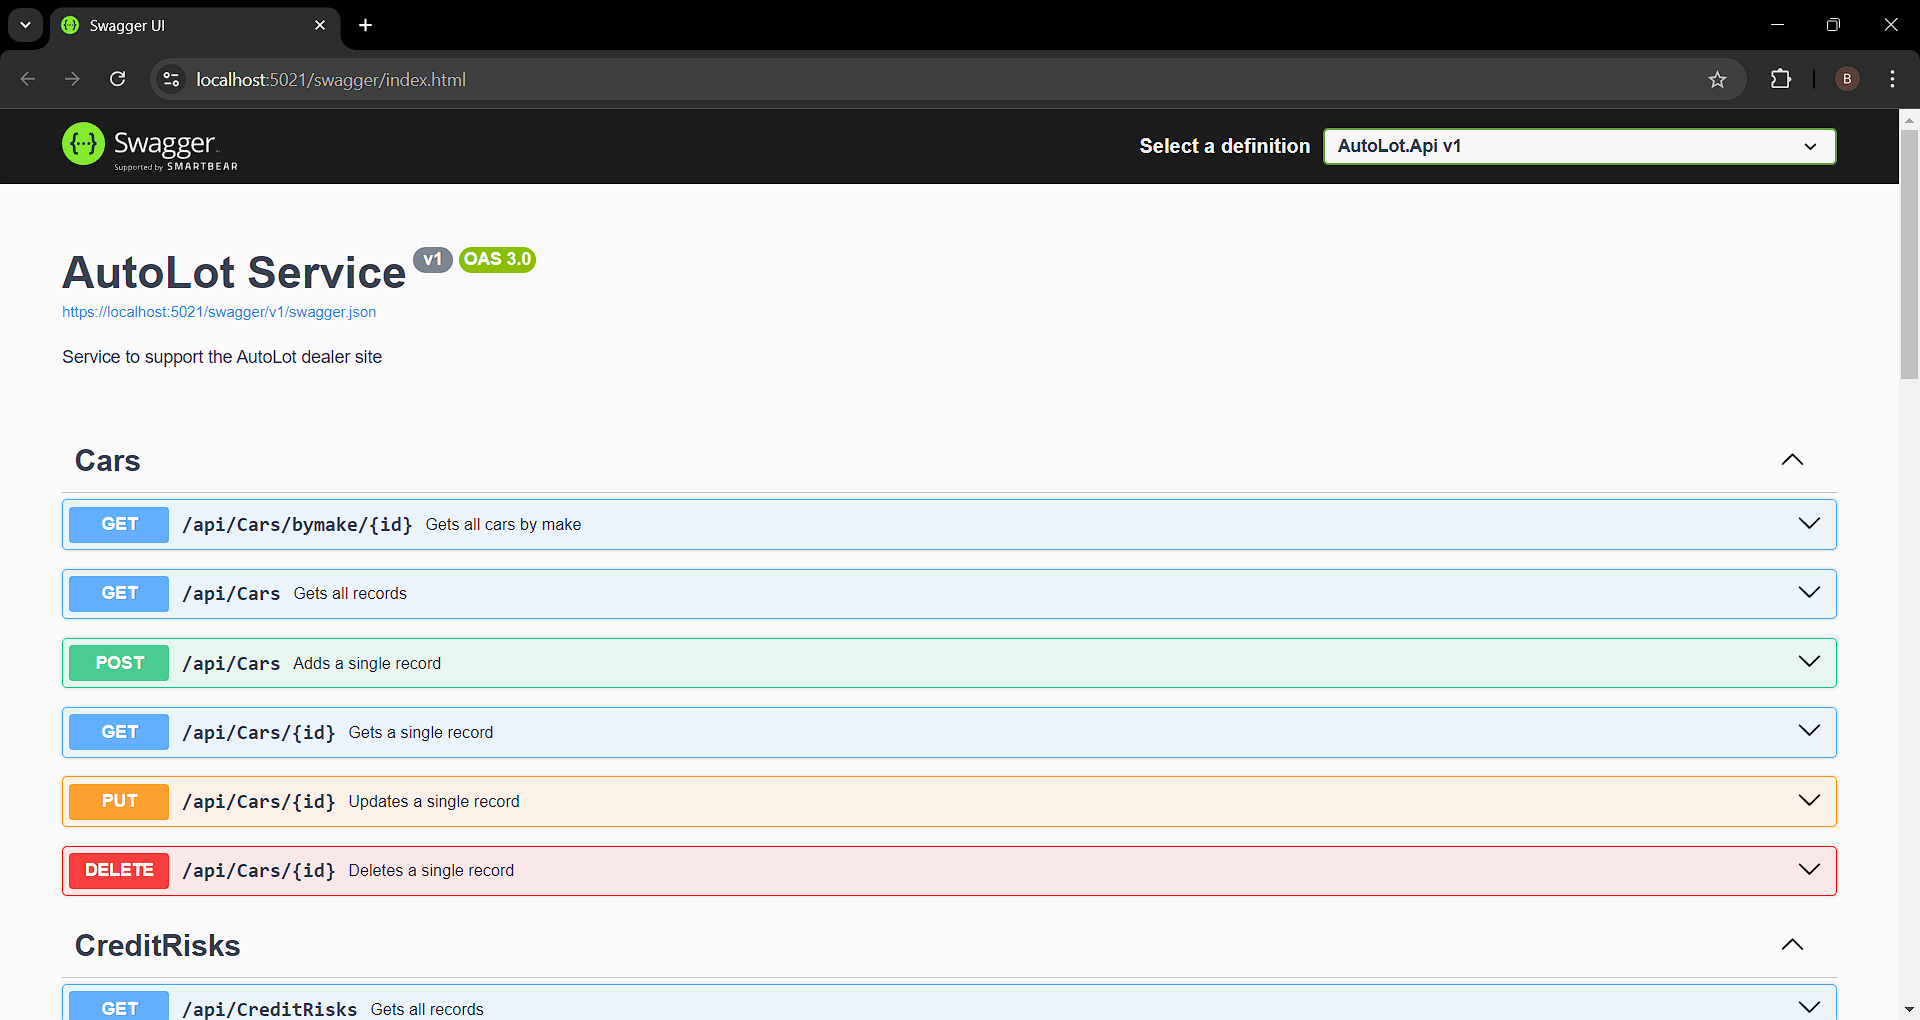 Swagger UI
localhost:5021/swagger/index.html
B
Swagger
Supported by SMARTBEAR
Select a definition
AutoLot.Api v1
AutoLot Service v1 OAS 3.0
https://localhost:5021/swagger/v1/swagger.json
Service to support the AutoLot dealer site
Cars
GET /api/Cars/bymake/{id} Gets all cars by make
GET /api/Cars Gets all records
POST /api/Cars Adds a single record
GET /api/Cars/{id} Gets a single record
PUT /api/Cars/{id} Updates a single record
DELETE /api/Cars/{id} Deletes a single record
CreditRisks
GET /api/CreditRisks Gets all records